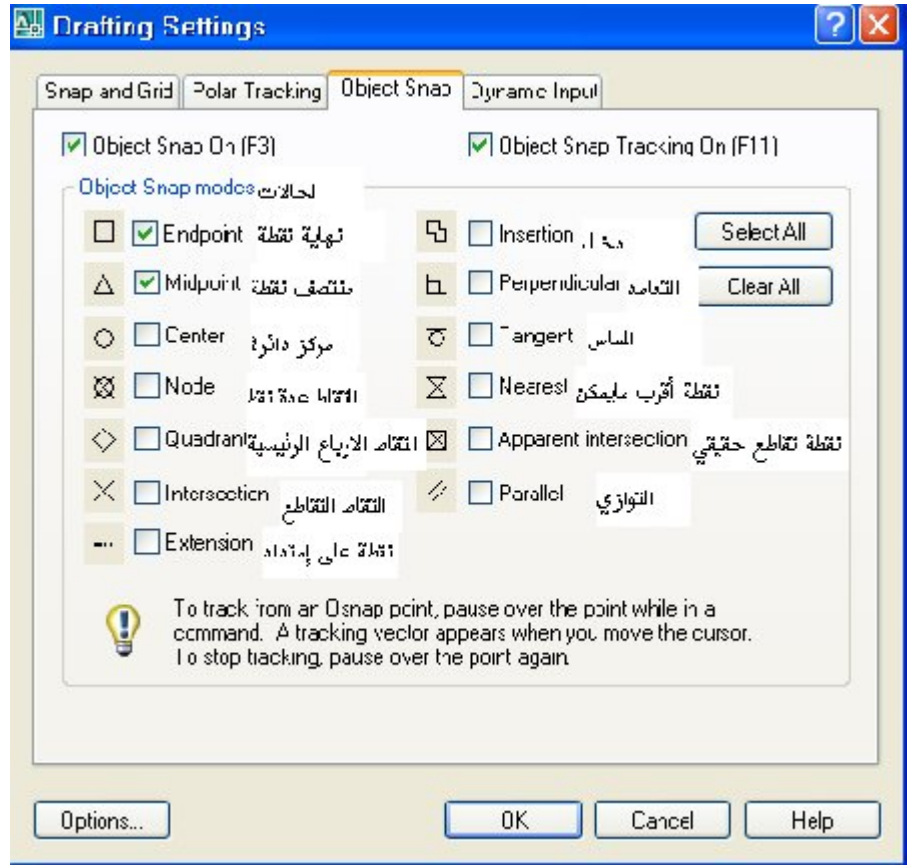 Drafting Settings
Snap and Grid
Polar Tracking
Object Snap
Dynamic Input
Object Snap On (F3)
Object Snap Tracking On (F11)
Object Snap modes لحالات
Endpoint نهاية نقطة
Midpoint منتصف نقطة
Center مركز دائرة
Node التقاط عدة نقط
Quadrant التقاط الارباع الرئيسية
Intersection التقاط التقاطع
Extension نقطة على إمتداد
Insertion
Perpendicular التعامد
Tangent المماس
Nearest نقطة أقرب مايمكن
Apparent intersection نقطة تقاطع حقيقي
Parallel التوازي
Select All
Clear All
To track from an Osnap point, pause over the point while in a
command. A tracking vector appears when you move the cursor.
To stop tracking, pause over the point again
Options...
OK
Cancel
Help